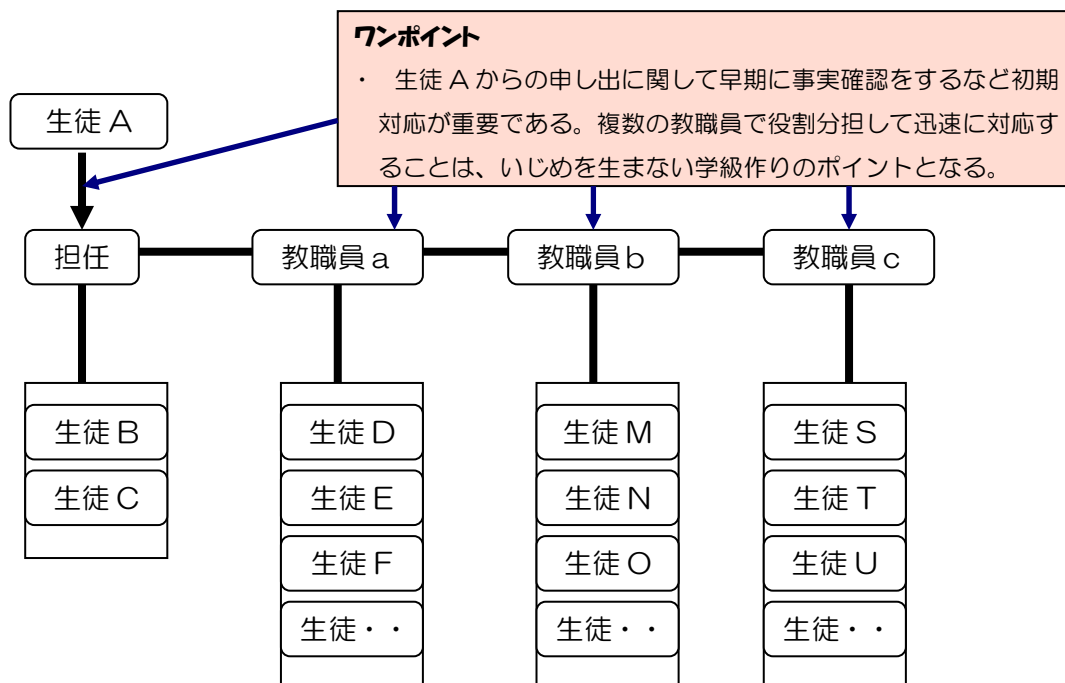 ワンポイント
・ 生徒Aからの申し出に関して早期に事実確認をするなど初期
対応が重要である。複数の教職員で役割分担して迅速に対応す
ることは、いじめを生まない学級作りのポイントとなる。
生徒A
担任
教職員a
教職員b
教職員c
生徒B
生徒C
生徒D
生徒E
生徒F
生徒・・
生徒M
生徒N
生徒O
生徒・・
生徒S
生徒T
生徒U
生徒・・